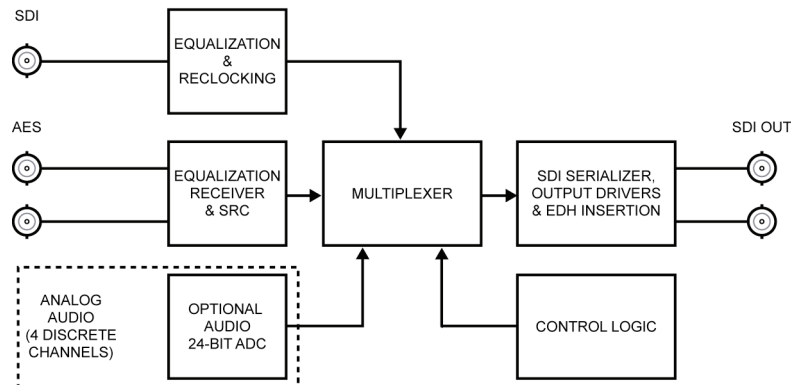 SDI
EQUALIZATION
&
RECLOCKING
AES
SDI OUT
EQUALIZATION
RECEIVER
& SRC
MULTIPLEXER
SDI SERIALIZER,
OUTPUT DRIVERS
& EDH INSERTION
ANALOG
AUDIO
(4 DISCRETE
CHANNELS)
OPTIONAL
AUDIO
24-BIT ADC
CONTROL LOGIC